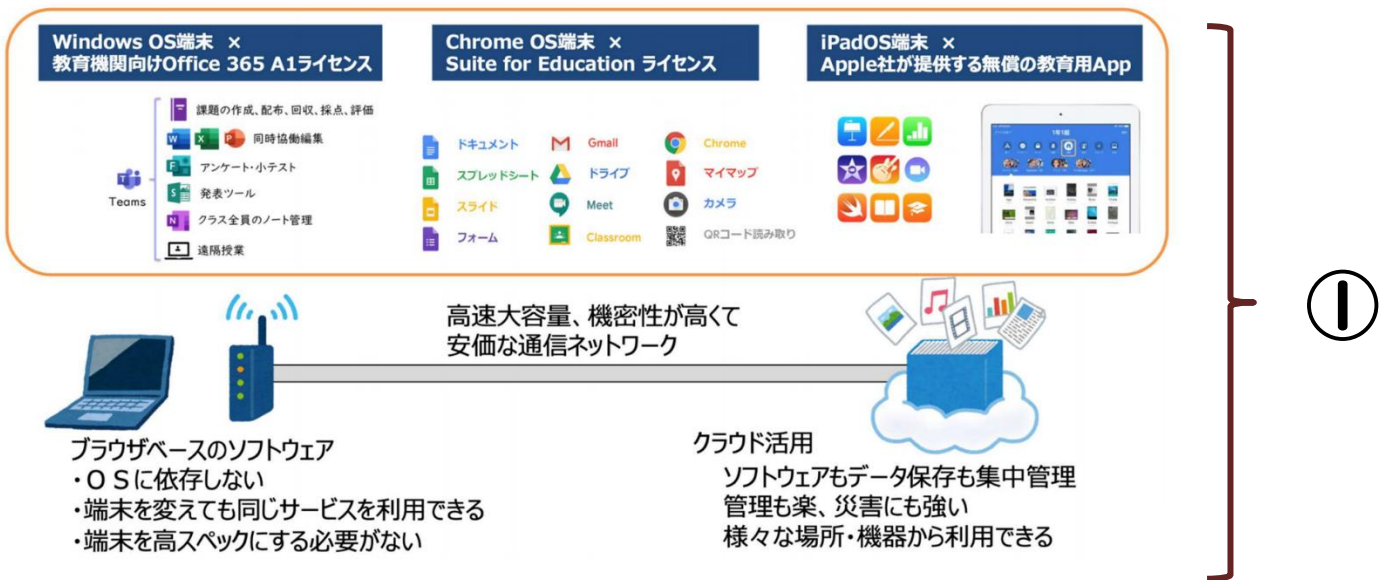 Windows OS端末 ×
教育機関向けOffice 365 A1ライセンス
Teams
課題の作成、配布、回収、採点、評価
同時協働編集
アンケート・小テスト
発表ツール
クラス全員のノート管理
遠隔授業
Chrome OS端末 ×
Suite for Education ライセンス
ドキュメント
スプレッドシート
スライド
フォーム
Gmail
ドライブ
Meet
Classroom
Chrome
マイマップ
カメラ
QRコード読み取り
iPadOS端末 ×
Apple社が提供する無償の教育用App
1年1組
①
高速大容量、機密性が高くて
安価な通信ネットワーク
ブラウザベースのソフトウェア
・OSに依存しない
・端末を変えても同じサービスを利用できる
・端末を高スペックにする必要がない
クラウド活用
ソフトウェアもデータ保存も集中管理
管理も楽、災害にも強い
様々な場所・機器から利用できる